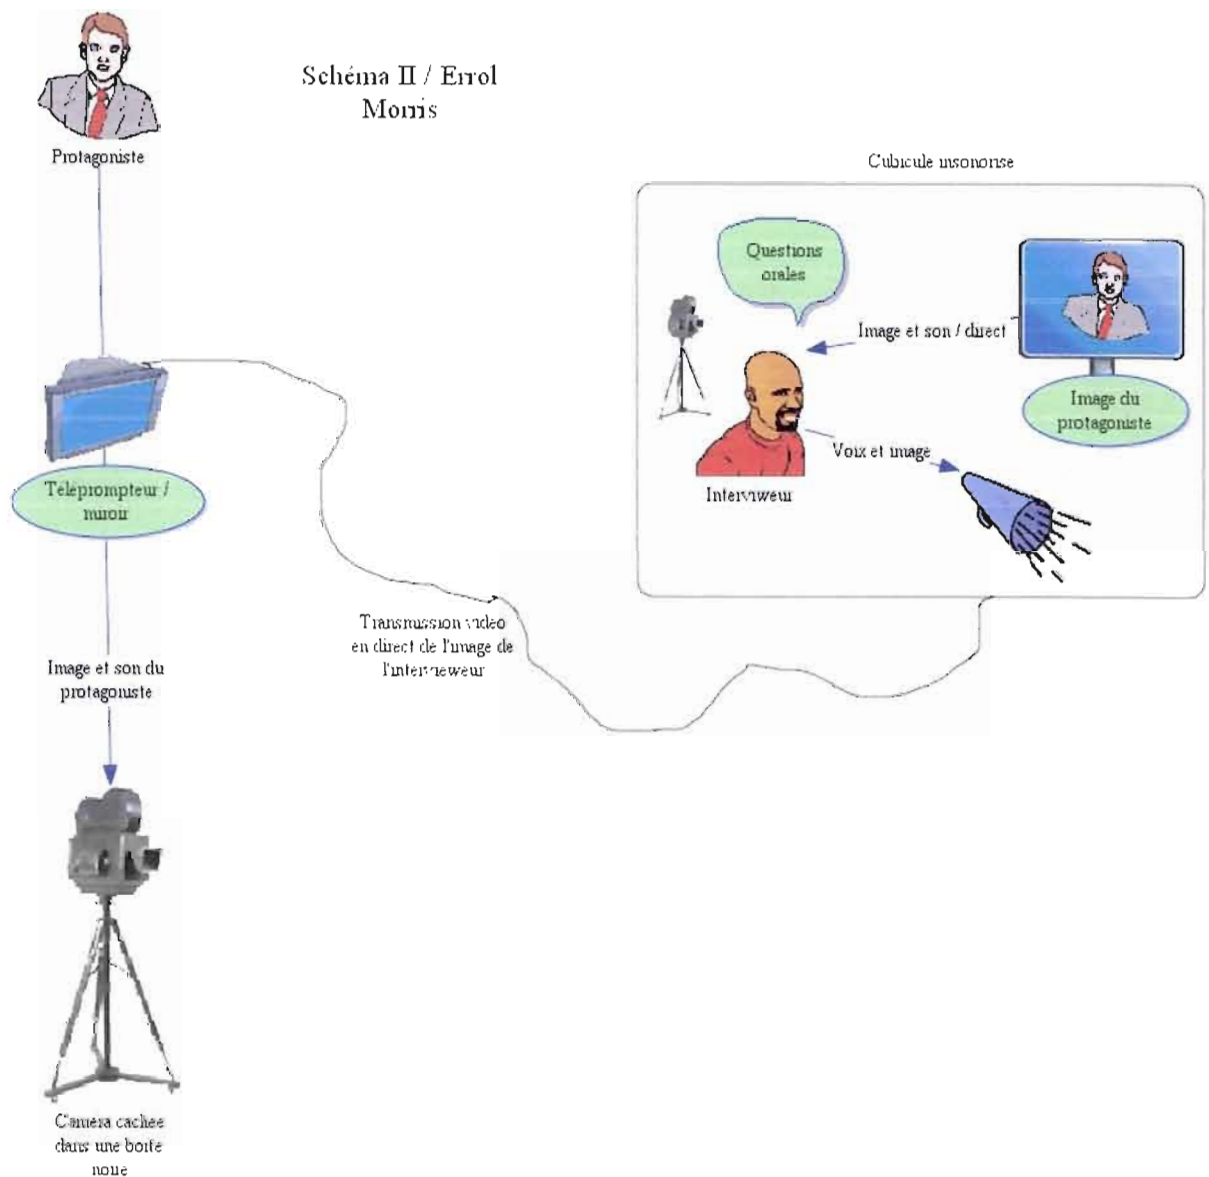 Schéma II / Errol
Morris
Protagoniste
Cubicule insonorisé
Questions
orales
Image et son / direct
Image du
protagoniste
Voix et image
Interviweur
Téléprompteur /
miroir
Transmission vidéo
en direct de l'image de
l'intervieweur
Image et son du
protagoniste
Caméra cachée
dans une boîte
noire